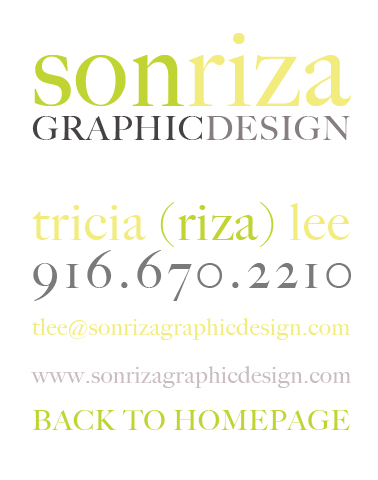 sonriza
GRAPHICDESIGN
tricia (riza) lee
916.670.2210
tlee@sonrizagraphicdesign.com
www.sonrizagraphicdesign.com
BACK TO HOMEPAGE